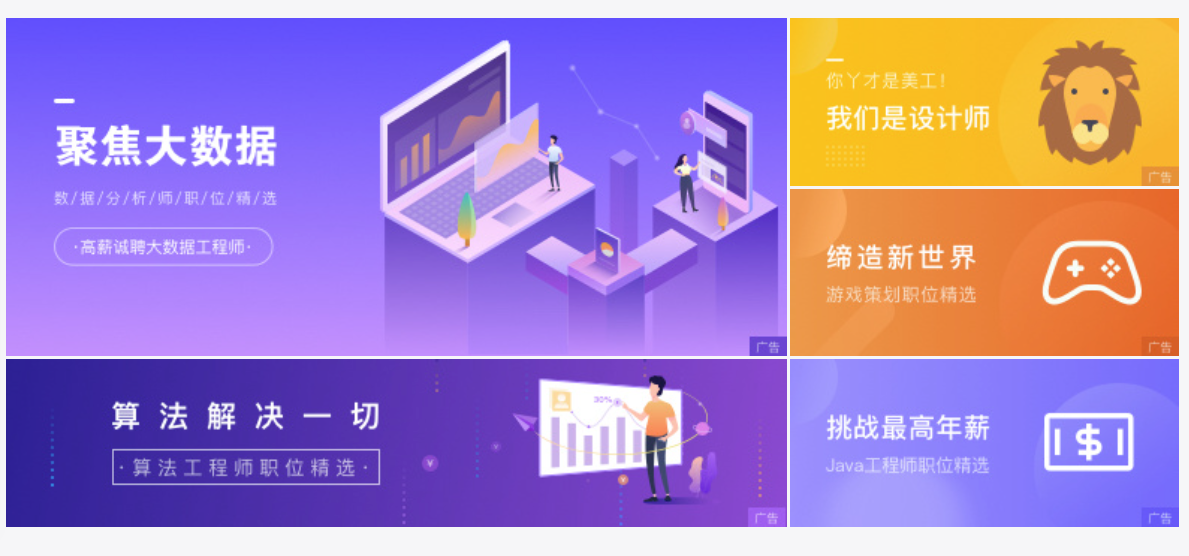 聚焦大数据
数/据/分/析/师/职/位/精/选
·高薪诚聘大数据工程师·
广告
你丫才是美工!
我们是设计师
广告
缔造新世界
游戏策划职位精选
广告
算法解决一切
·算法工程师职位精选·
30%
¥
¥
广告
挑战最高年薪
Java工程师职位精选
$
广告